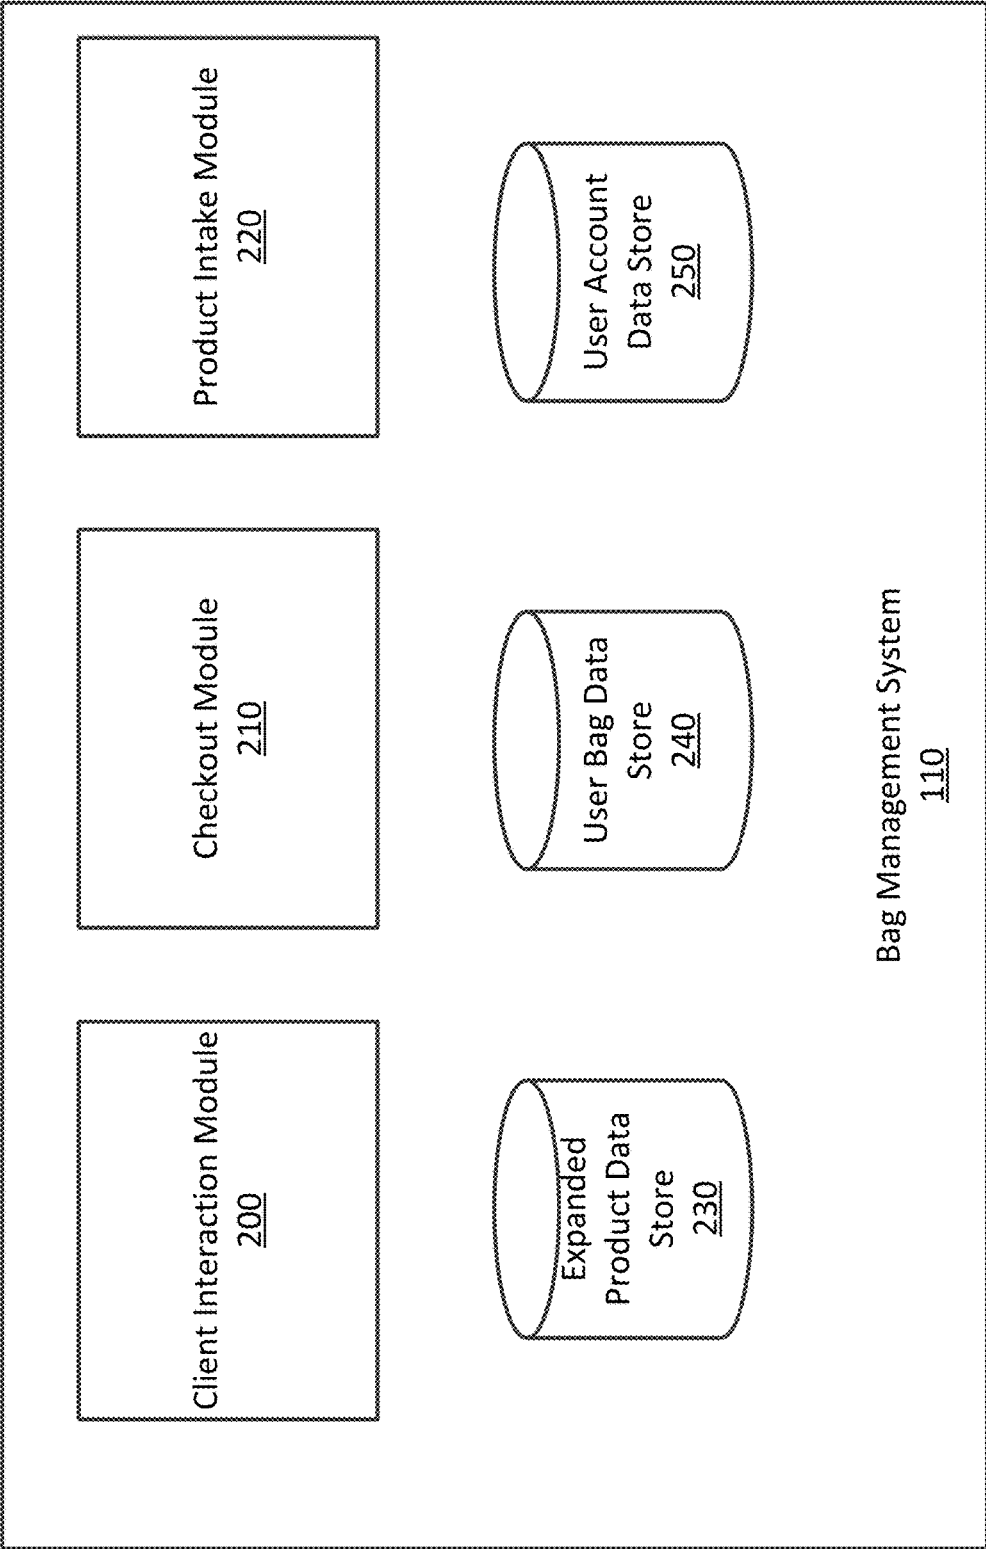 Client Interaction Module
200
Checkout Module
210
Product Intake Module
220
Expanded
Product Data
Store
230
User Bag Data
Store
240
User Account
Data Store
250
Bag Management System
110